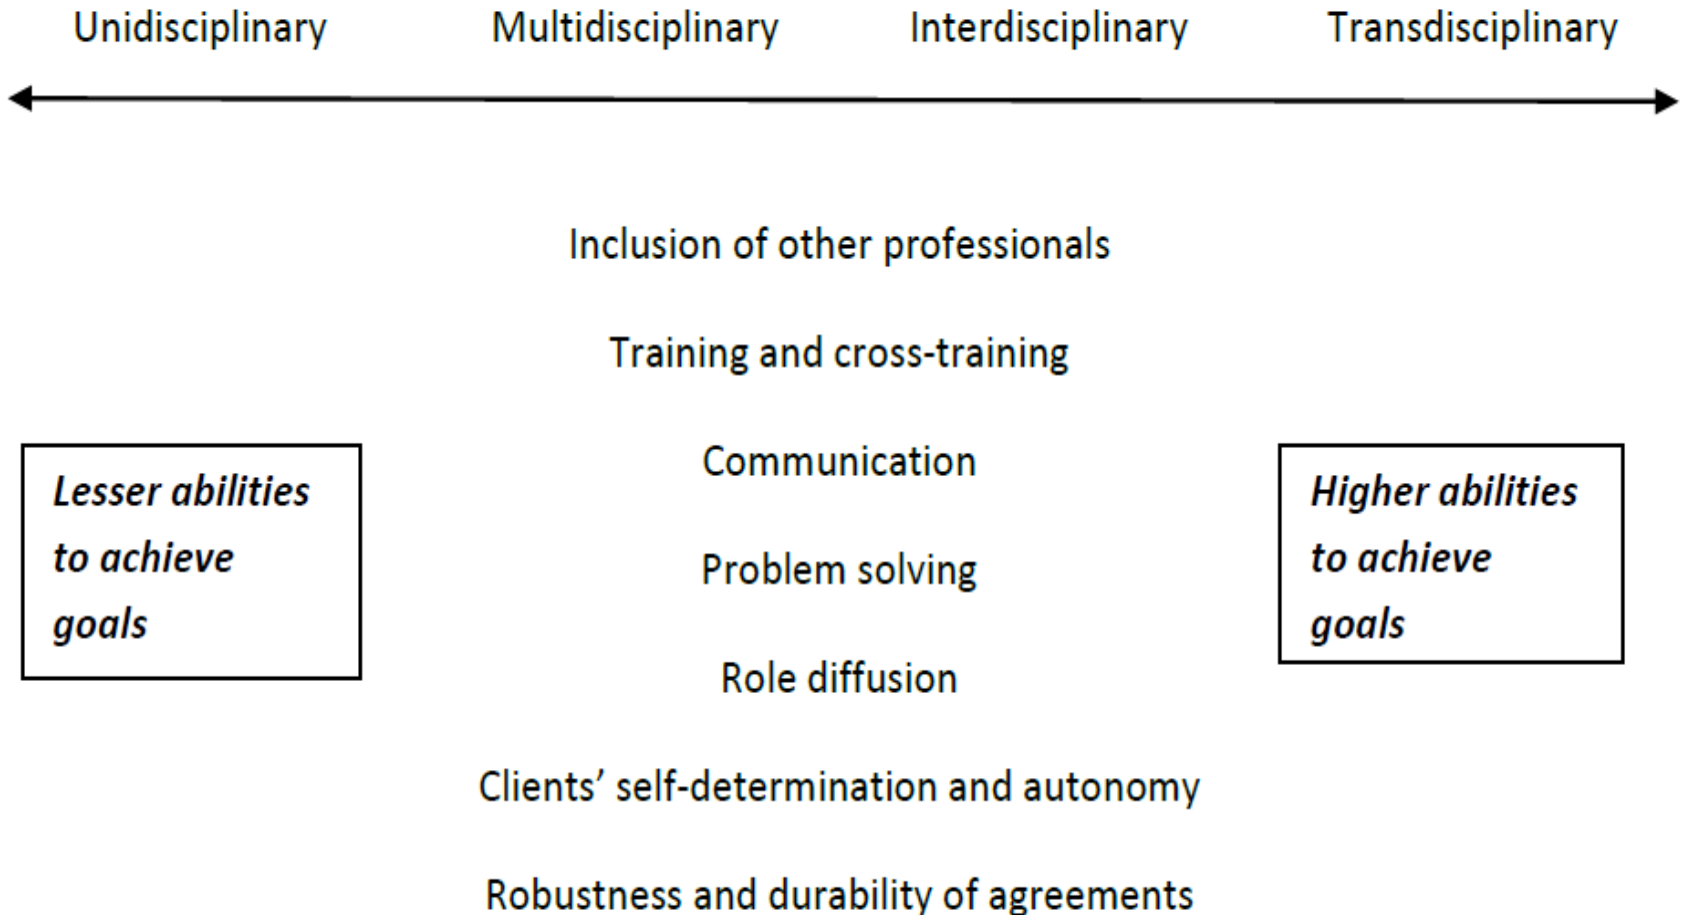 Unidisciplinary Multidisciplinary Interdisciplinary Transdisciplinary
Inclusion of other professionals
Training and cross-training
Communication
Problem solving
Role diffusion
Clients’ self-determination and autonomy
Robustness and durability of agreements
Lesser abilities
to achieve
goals
Higher abilities
to achieve
goals